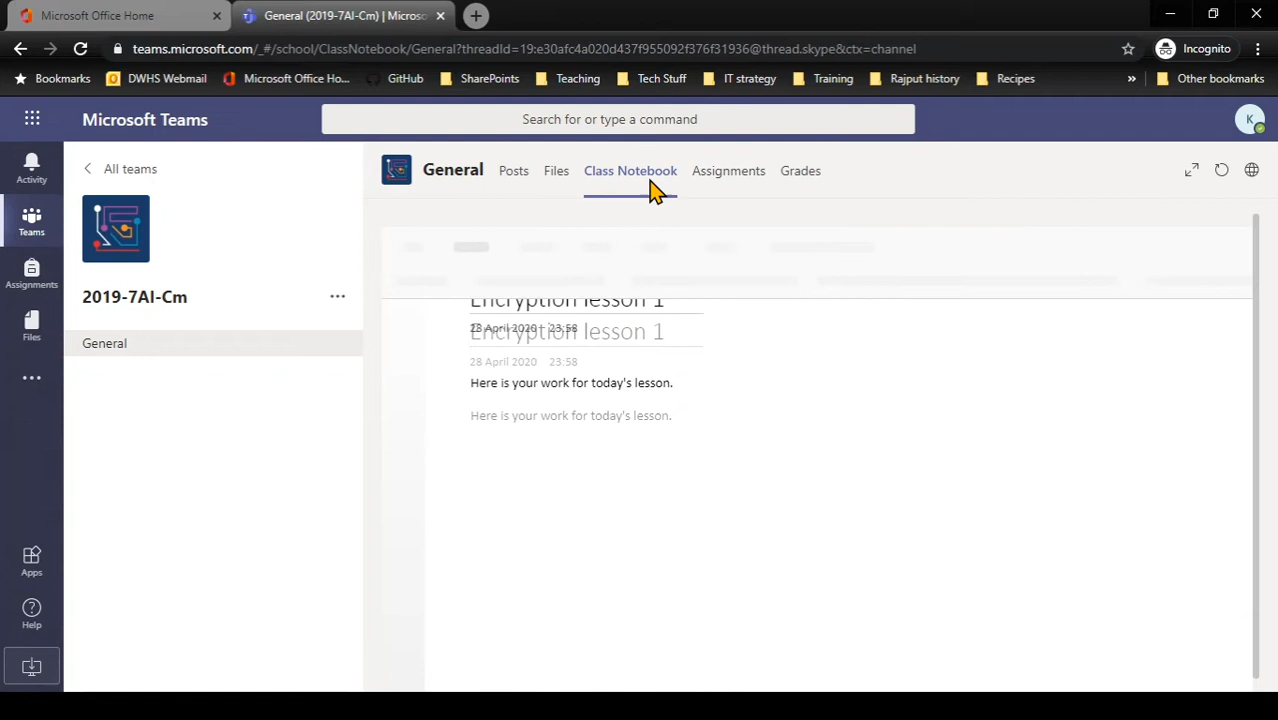 Microsoft Office Home
General (2019-7AI-Cm) | Microso
teams.microsoft.com/_#/school/ClassNotebook/General?threadId=19:e30afc4a020d437f955092f376f31936@thread.skype&ctx=channel
Incognito
Bookmarks DWHS Webmail Microsoft Office Ho... GitHub SharePoints Teaching Tech Stuff IT strategy Training Rajput history Recipes » Other bookmarks
Microsoft Teams
Search for or type a command
K
Activity
Teams
Assignments
Files
Apps
Help
All teams
2019-7AI-Cm
General
General Posts Files Class Notebook Assignments Grades
Encryption lesson 1
28 April 2020 23:58
Encryption lesson 1
28 April 2020 23:58
Here is your work for today's lesson.
Here is your work for today's lesson.